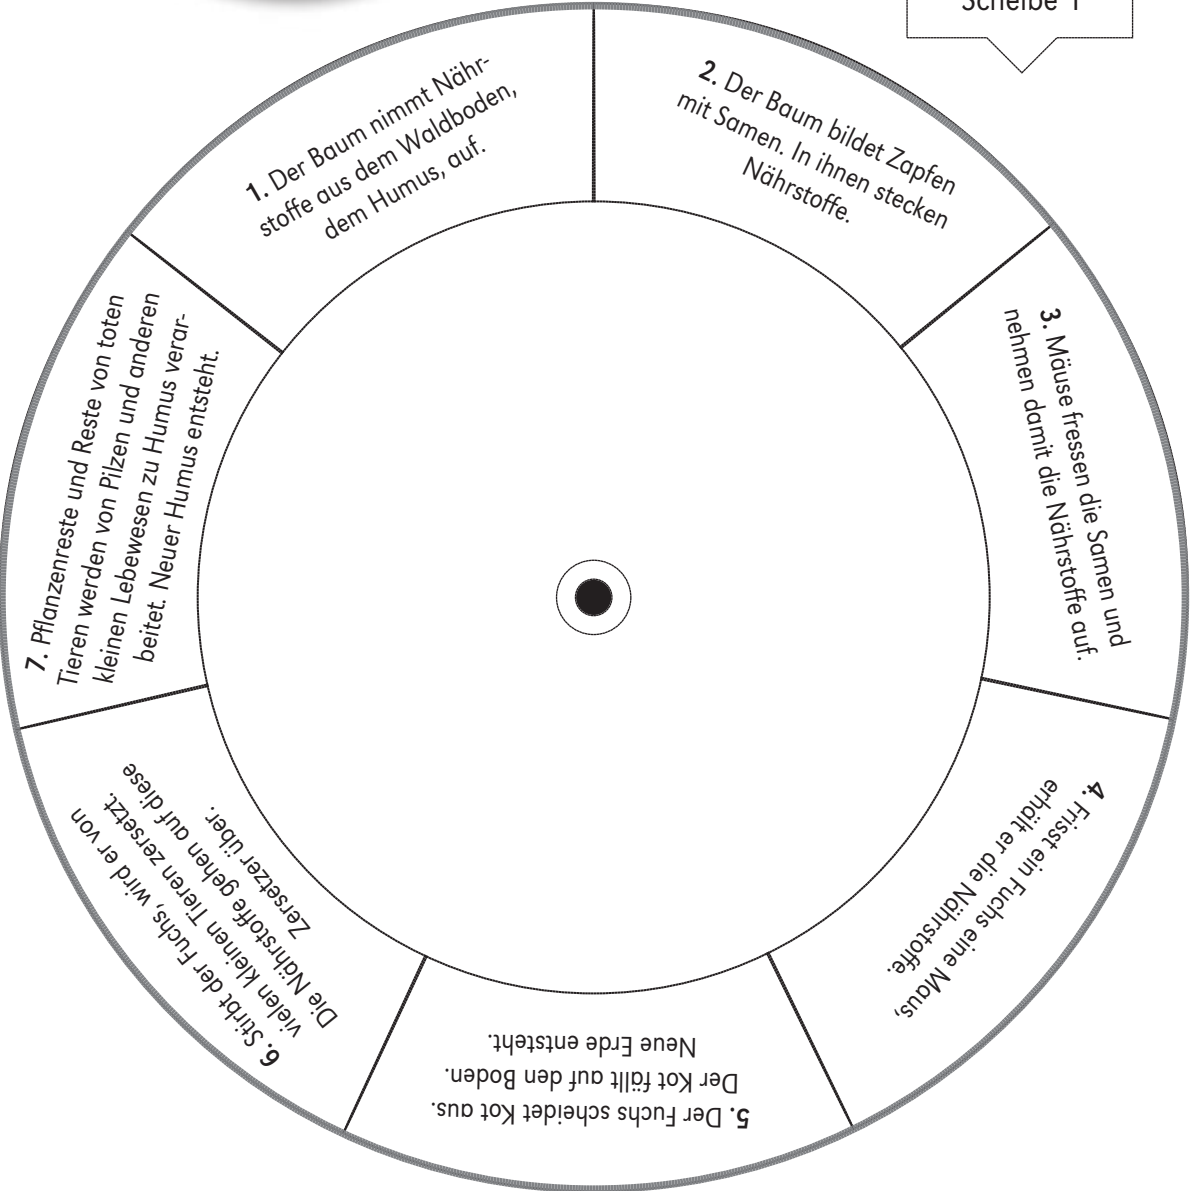 Scheibe 1
1. Der Baum nimmt Nähr-
stoffe aus dem Waldboden,
dem Humus, auf.
2. Der Baum bildet Zapfen
mit Samen. In ihnen stecken
Nährstoffe.
3. Mäuse fressen die Samen und
nehmen damit die Nährstoffe auf.
4. Frisst ein Fuchs eine Maus,
erhält er die Nährstoffe.
5. Der Fuchs scheidet Kot aus.
Der Kot fällt auf den Boden.
Neue Erde entsteht.
6. Stirbt der Fuchs, wird er von
vielen kleinen Tieren zersetzt.
Die Nährstoffe gehen auf diese
Zersetzer über.
7. Pflanzenreste und Reste von toten
Tieren werden von Pilzen und anderen
kleinen Lebewesen zu Humus verar-
beitet. Neuer Humus entsteht.